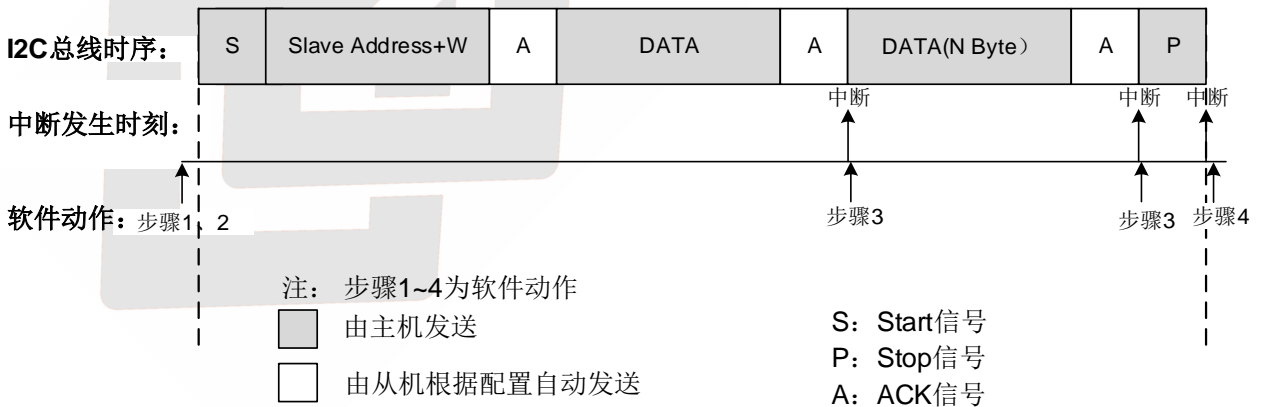 I2C总线时序： S Slave Address+W A DATA A DATA(N Byte） A P
中断 中断 中断
中断发生时刻：
软件动作： 步骤1、2 步骤3 步骤3 步骤4
注： 步骤1~4为软件动作
由主机发送
由从机根据配置自动发送
S：Start信号
P：Stop信号
A：ACK信号